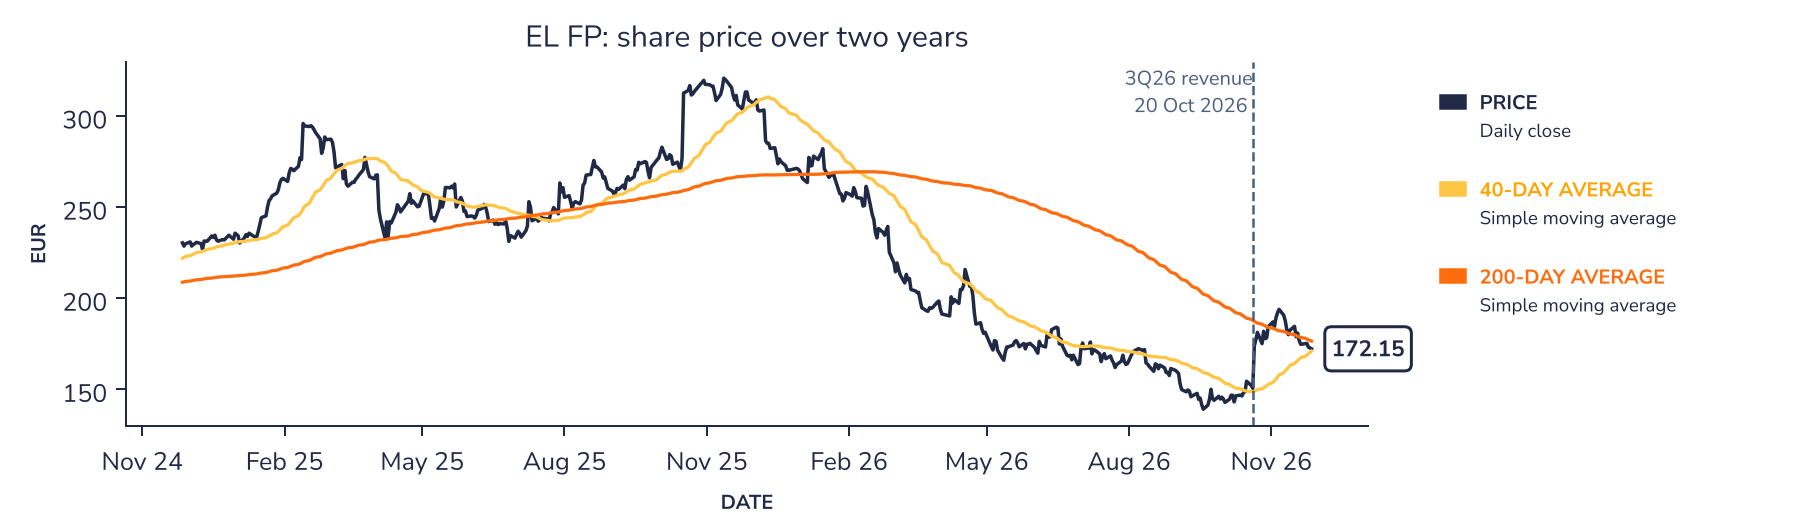 EL FP: share price over two years
3Q26 revenue
20 Oct 2026
300
250
200
150
EUR
Nov 24
Feb 25
May 25
Aug 25
Nov 25
Feb 26
May 26
Aug 26
Nov 26
DATE
172.15
PRICE
Daily close
40-DAY AVERAGE
Simple moving average
200-DAY AVERAGE
Simple moving average